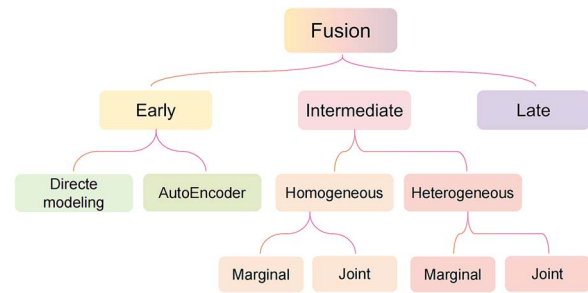 Fusion
Early
Intermediate
Late
Directe
modeling
AutoEncoder
Homogeneous
Heterogeneous
Marginal
Joint
Marginal
Joint